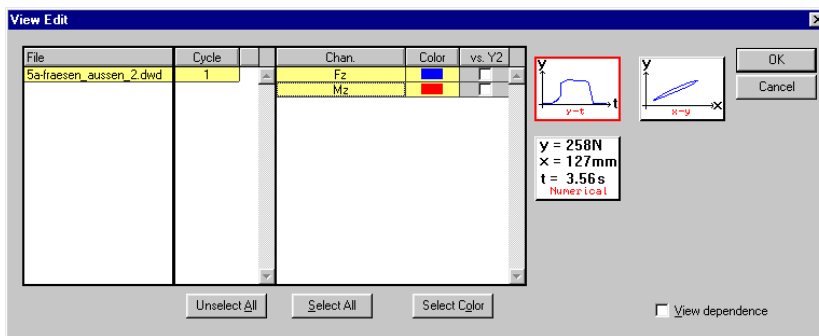 View Edit
File Cycle Chan. Color vs. Y2
5a-fraesen_aussen_2.dwd 1 Fz
Mz
y
t
y-t
y
x
x-y
OK
Cancel
y = 258N
x = 127mm
t = 3.56s
Numerical
Unselect All Select All Select Color
View dependence